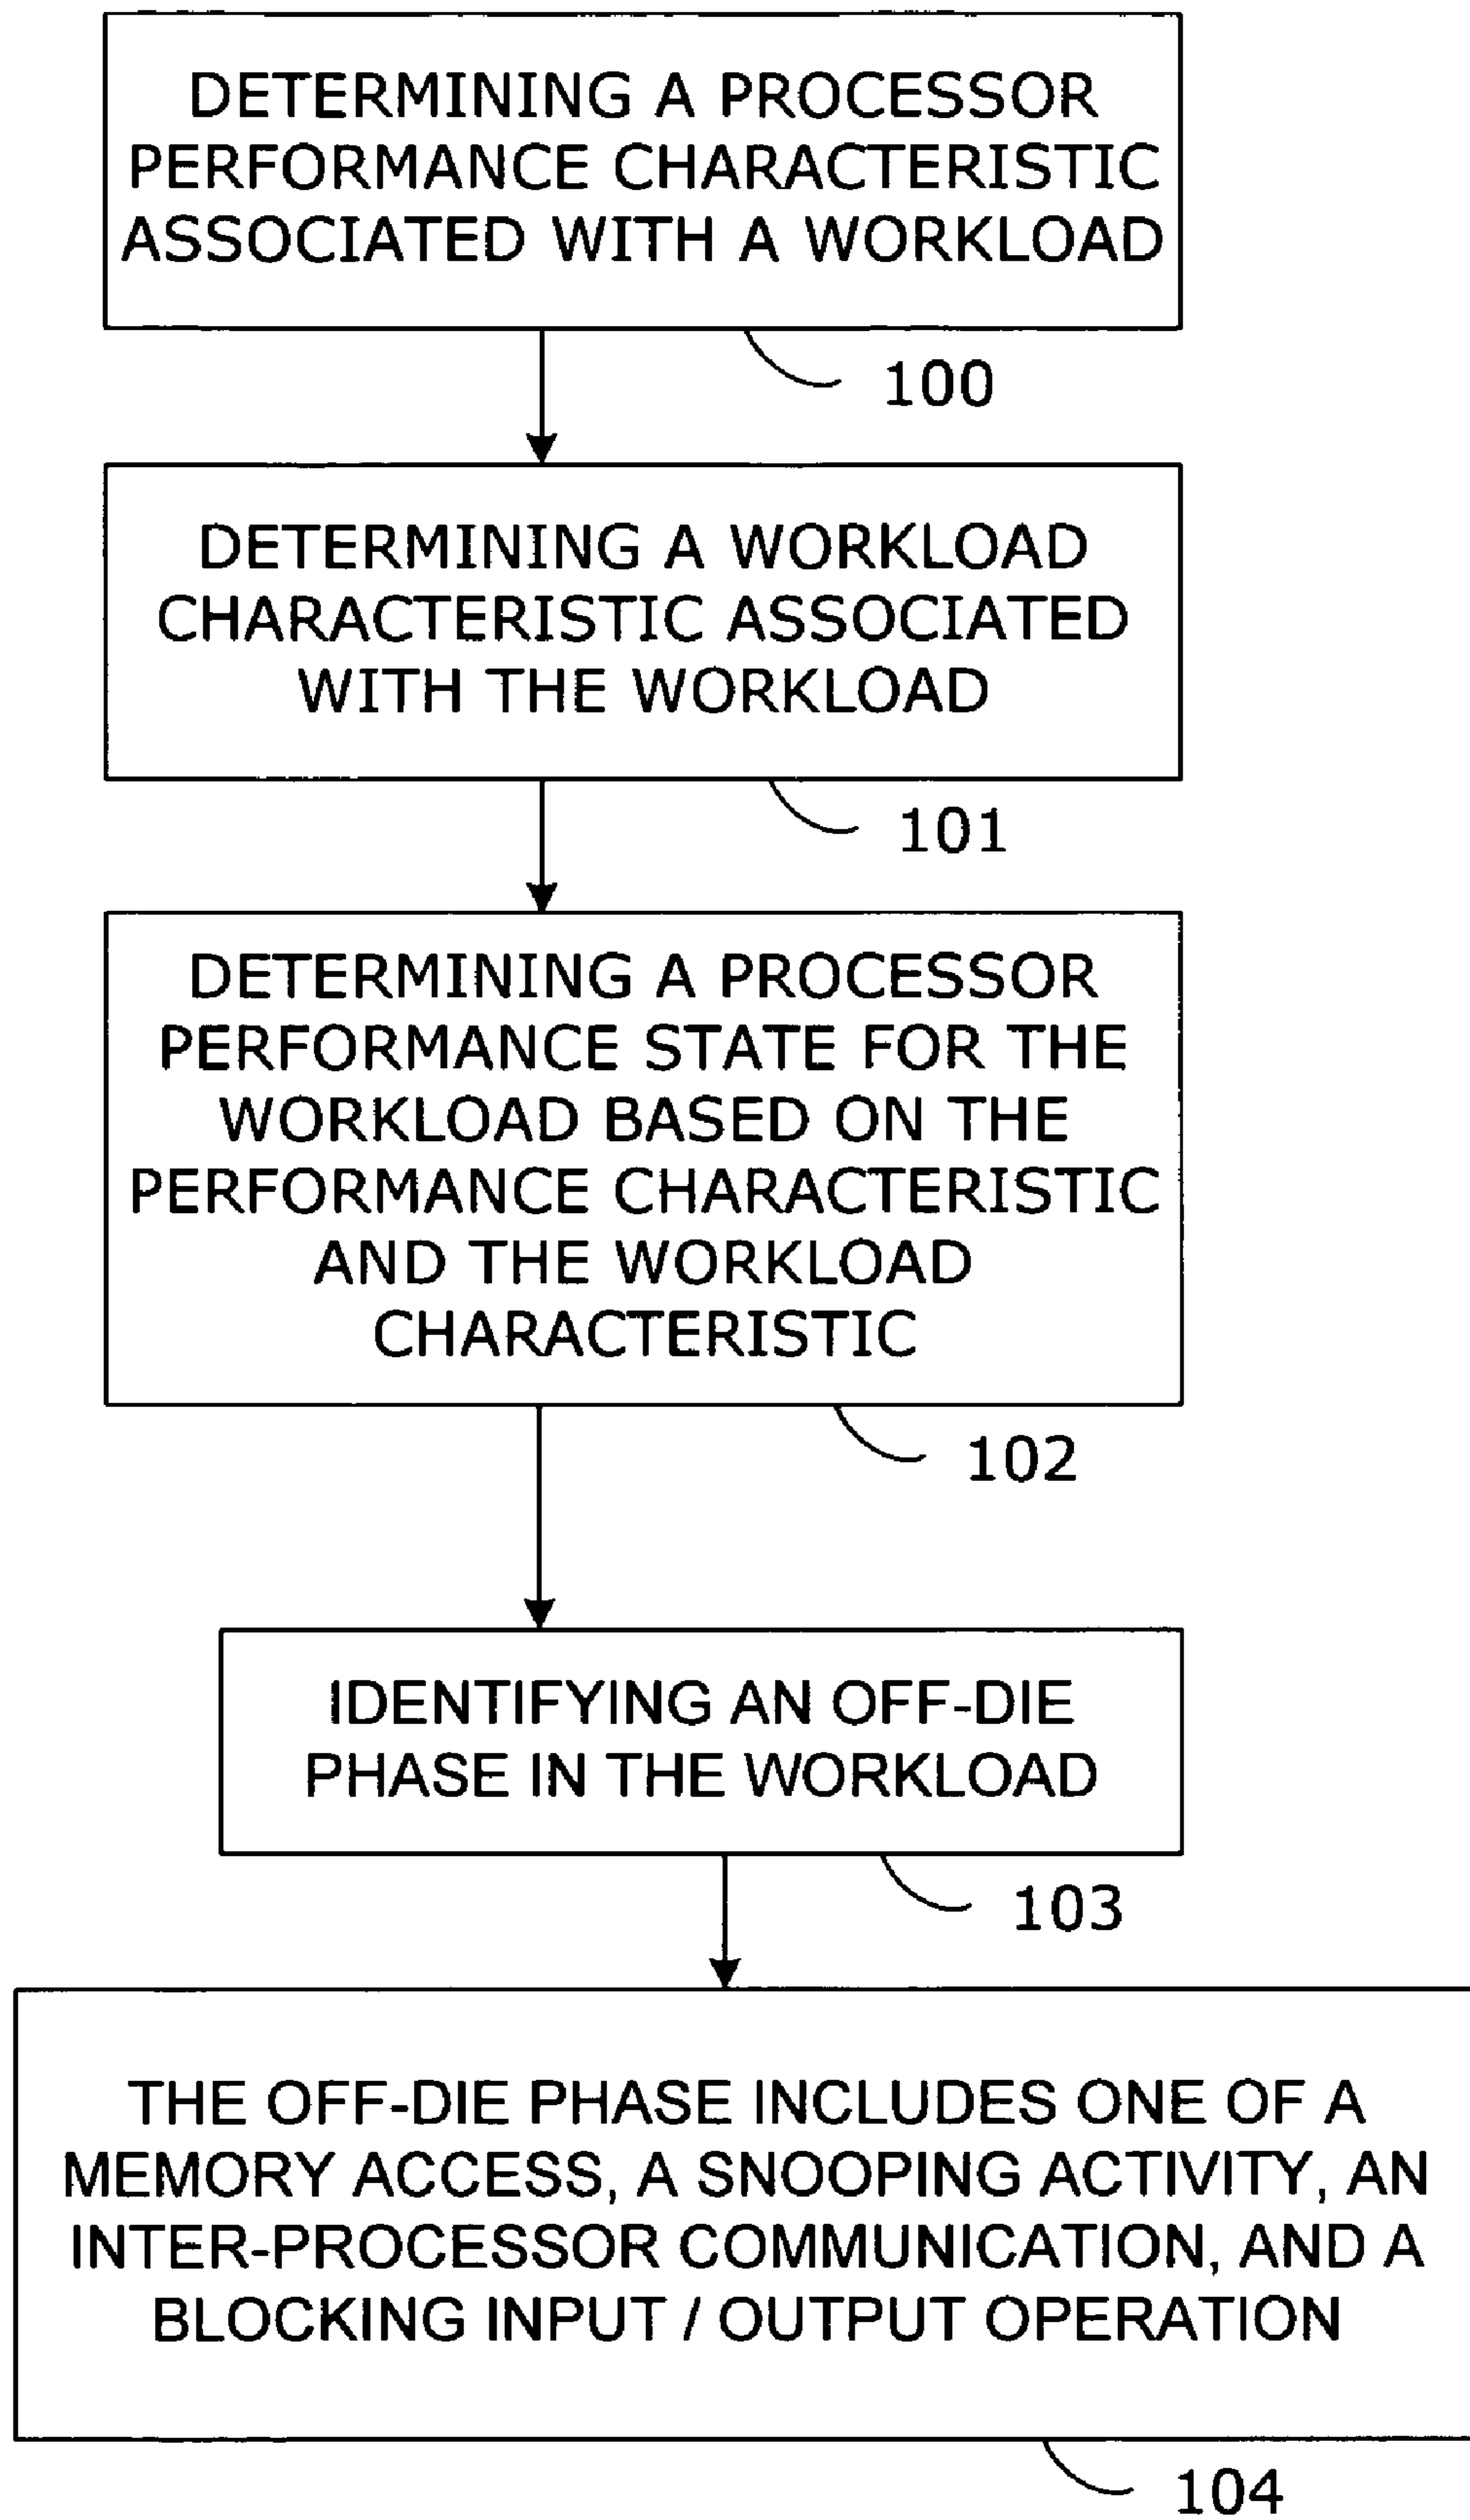 DETERMINING A PROCESSOR
PERFORMANCE CHARACTERISTIC
ASSOCIATED WITH A WORKLOAD
100
DETERMINING A WORKLOAD
CHARACTERISTIC ASSOCIATED
WITH THE WORKLOAD
101
DETERMINING A PROCESSOR
PERFORMANCE STATE FOR THE
WORKLOAD BASED ON THE
PERFORMANCE CHARACTERISTIC
AND THE WORKLOAD
CHARACTERISTIC
102
IDENTIFYING AN OFF-DIE
PHASE IN THE WORKLOAD
103
THE OFF-DIE PHASE INCLUDES ONE OF A
MEMORY ACCESS, A SNOOPING ACTIVITY, AN
INTER-PROCESSOR COMMUNICATION, AND A
BLOCKING INPUT / OUTPUT OPERATION
104